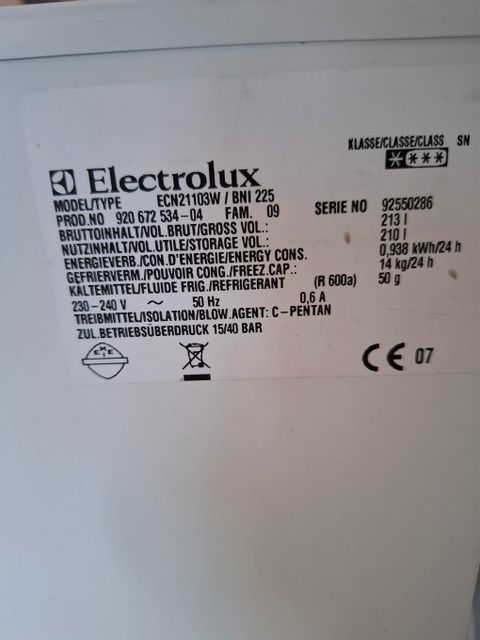 KLASSE/CLASSE/CLASS SN
Electrolux
MODEL/TYPE ECN21103W / BNI 225
PROD.NO 920 672 534-04 FAM. 09 SERIE NO 92550286
BRUTTOINHALT/VOL.BRUT/GROSS VOL.: 213 l
NUTZINHALT/VOL.UTILE/STORAGE VOL.: 210 l
ENERGIEVERB./CON.D'ENERGIE/ENERGY CONS. 0,938 kWh/24 h
GEFRIERVERM./POUVOIR CONG./FREEZ.CAP.: 14 kg/24 h
KÄLTEMITTEL/FLUIDE FRIG./REFRIGERANT (R 600a) 50 g
230-240 V ~ 50 Hz 0,6 A
TREIBMITTEL/ISOLATION/BLOW.AGENT: C-PENTAN
ZUL.BETRIEBSÜBERDRUCK 15/40 BAR
CE 07